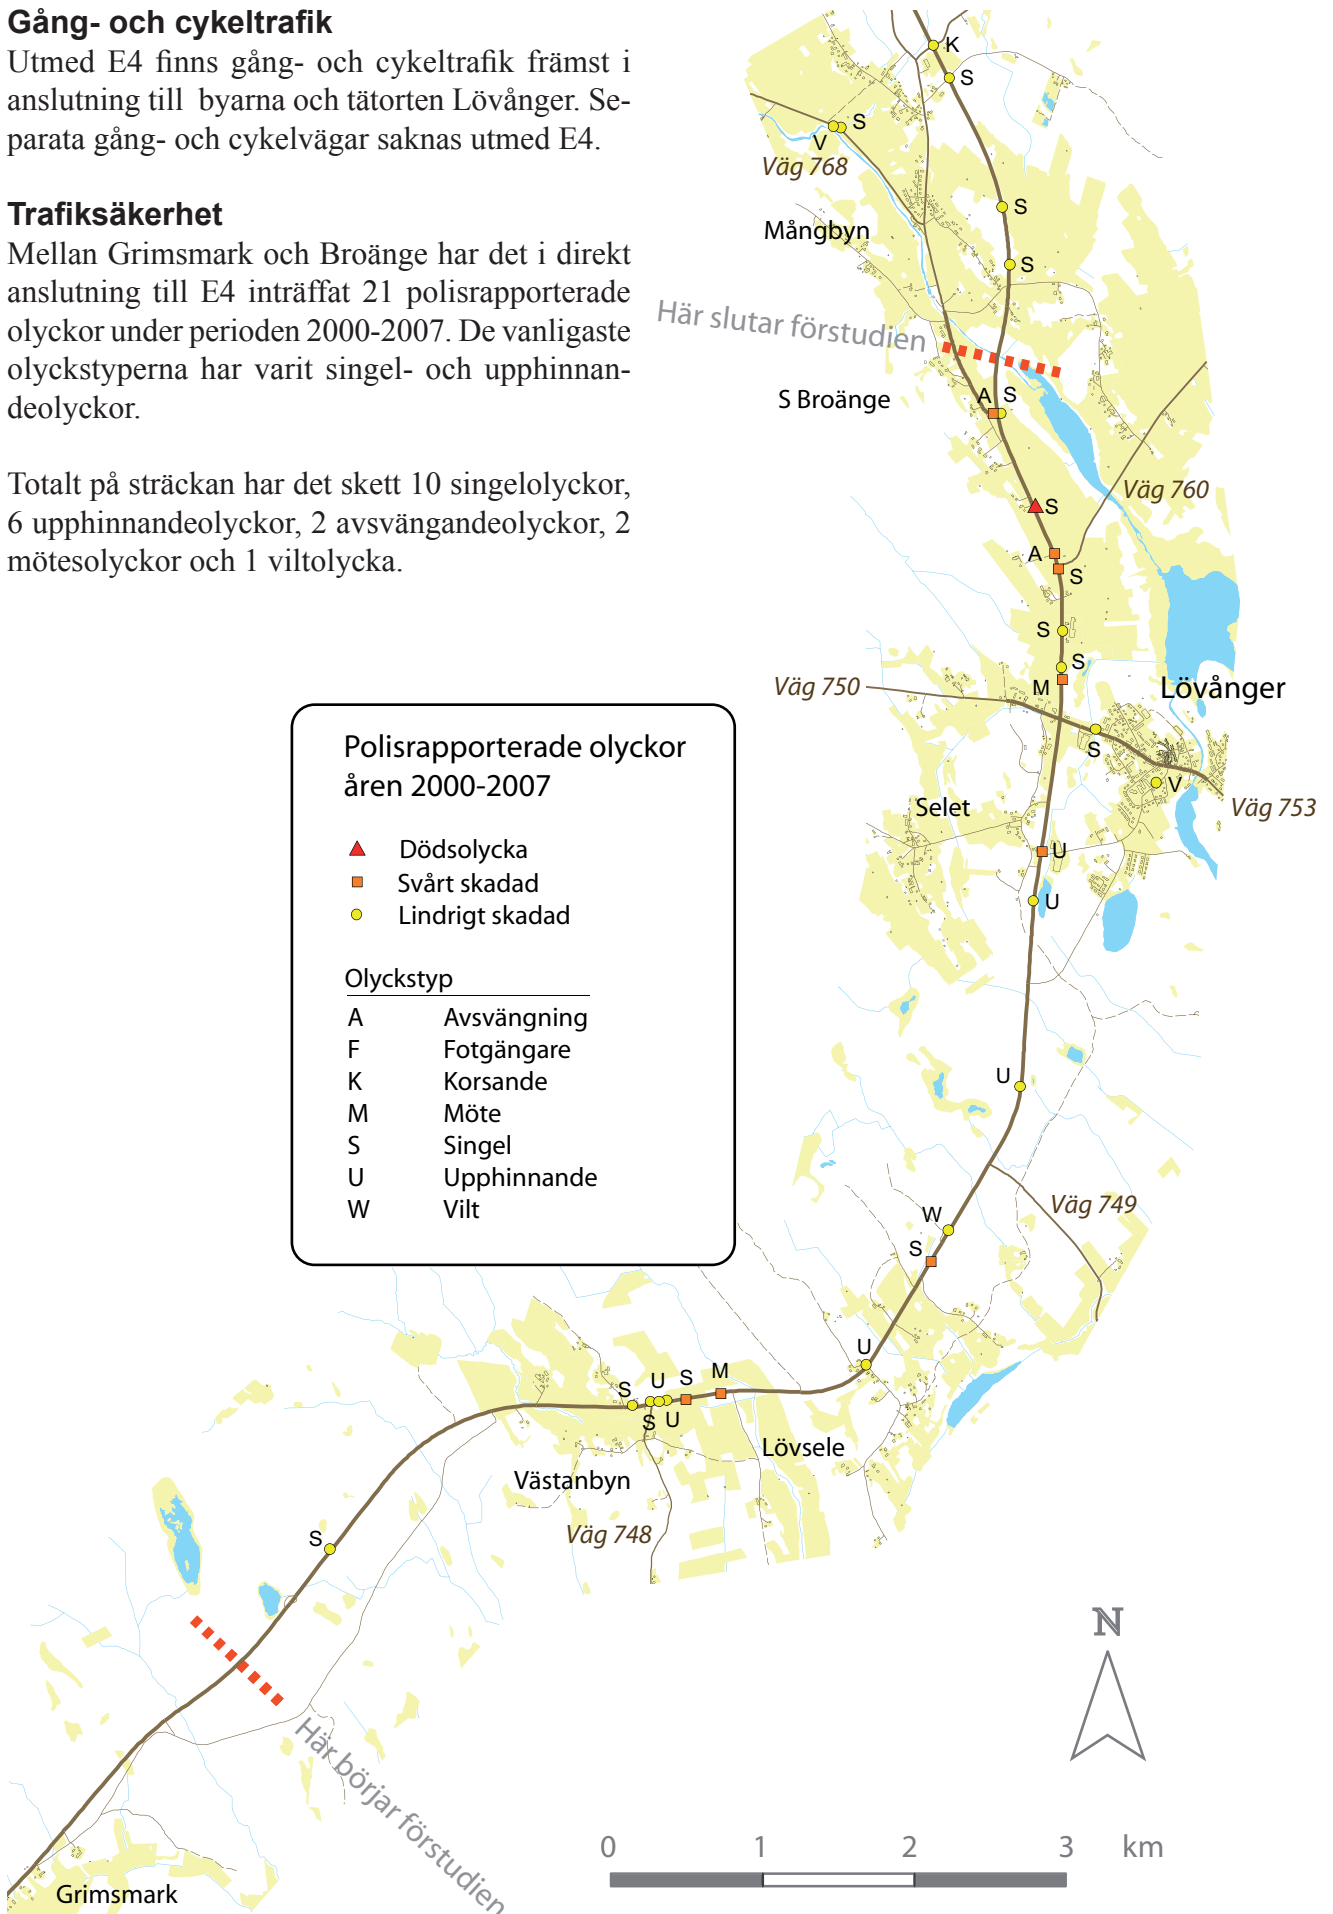 Gång- och cykeltrafik
Utmed E4 finns gång- och cykeltrafik främst i
anslutning till  byarna och tätorten Lövånger. Se-
parata gång- och cykelvägar saknas utmed E4.
Trafiksäkerhet
Mellan Grimsmark och Broänge har det i direkt
anslutning till E4 inträffat 21 polisrapporterade
olyckor under perioden 2000-2007. De vanligaste
olyckstyperna har varit singel- och upphinnan-
deolyckor.
Totalt på sträckan har det skett 10 singelolyckor,
6 upphinnandeolyckor, 2 avsvängandeolyckor, 2
mötesolyckor och 1 viltolycka.
K
S
S
V
Väg 768
S
Mångbyn
S
Här slutar förstudien
S Broänge
A
S
Väg 760
S
A
S
S
S
Väg 750
M
Lövånger
S
V
Väg 753
Selet
U
U
U
Väg 749
W
S
U
Polisrapporterade olyckor
åren 2000-2007
Dödsolycka
Svårt skadad
Lindrigt skadad
Olyckstyp
A Avsvängning
F Fotgängare
K Korsande
M Möte
S Singel
U Upphinnande
W Vilt
S
U
S
M
S
U
Lövsele
Västanbyn
Väg 748
S
N
Här börjar förstudien
0 1 2 3 km
Grimsmark